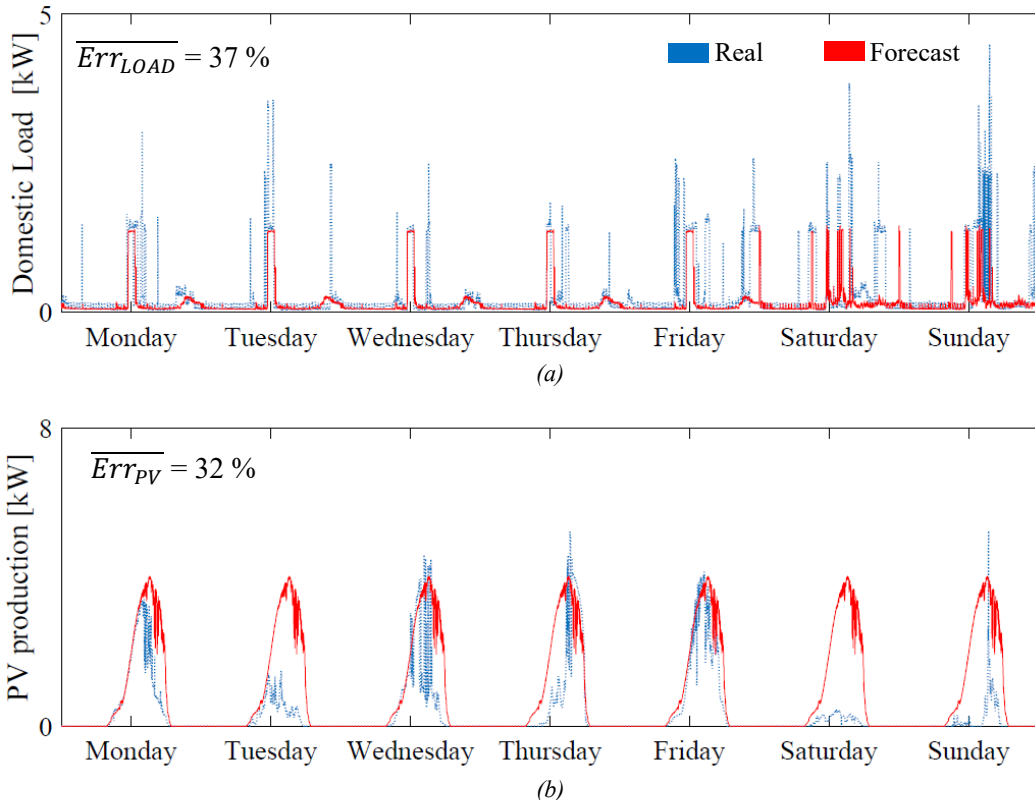 5
Err_LOAD = 37 %
Real
Forecast
Domestic Load [kW]
0
Monday Tuesday Wednesday Thursday Friday Saturday Sunday
(a)
8
Err_PV = 32 %
PV production [kW]
0
Monday Tuesday Wednesday Thursday Friday Saturday Sunday
(b)